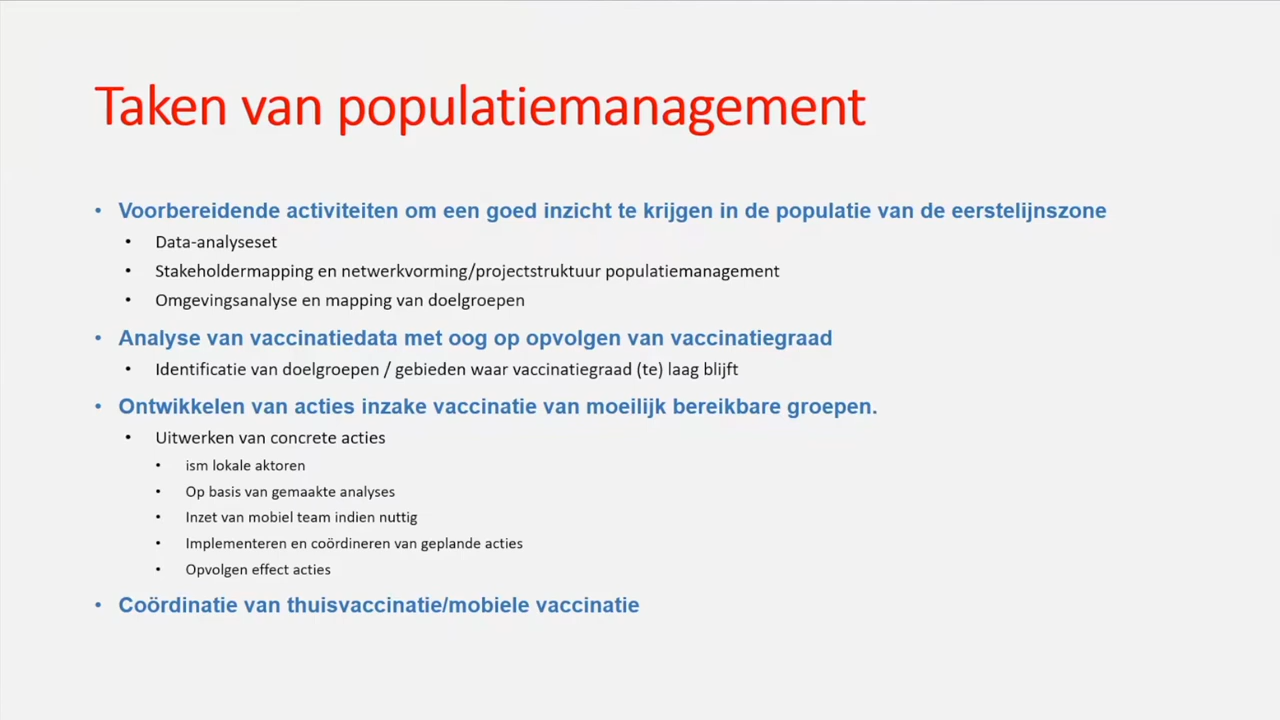 Taken van populatiemanagement
• Voorbereidende activiteiten om een goed inzicht te krijgen in de populatie van de eerstelijnszone
• Data-analyseset
• Stakeholdermapping en netwerkvorming/projectstruktuur populatiemanagement
• Omgevingsanalyse en mapping van doelgroepen
• Analyse van vaccinatiedata met oog op opvolgen van vaccinatiegraad
• Identificatie van doelgroepen / gebieden waar vaccinatiegraad (te) laag blijft
• Ontwikkelen van acties inzake vaccinatie van moeilijk bereikbare groepen.
• Uitwerken van concrete acties
• ism lokale aktoren
• Op basis van gemaakte analyses
• Inzet van mobiel team indien nuttig
• Implementeren en coördineren van geplande acties
• Opvolgen effect acties
• Coördinatie van thuisvaccinatie/mobiele vaccinatie